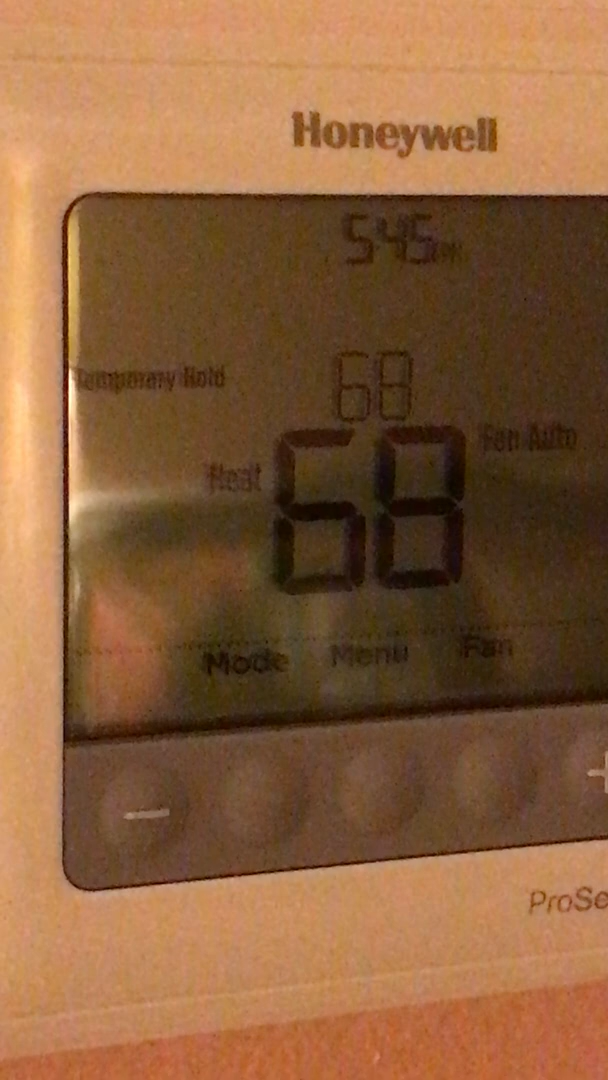 Honeywell
5:45 PM
Temporary Hold
68
Fan Auto
Heat
68
Mode Menu Fan
− +
ProSe